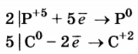 2 | P⁺⁵ + 5e̅ → P⁰
5 | C⁰ – 2e̅ → C⁺²